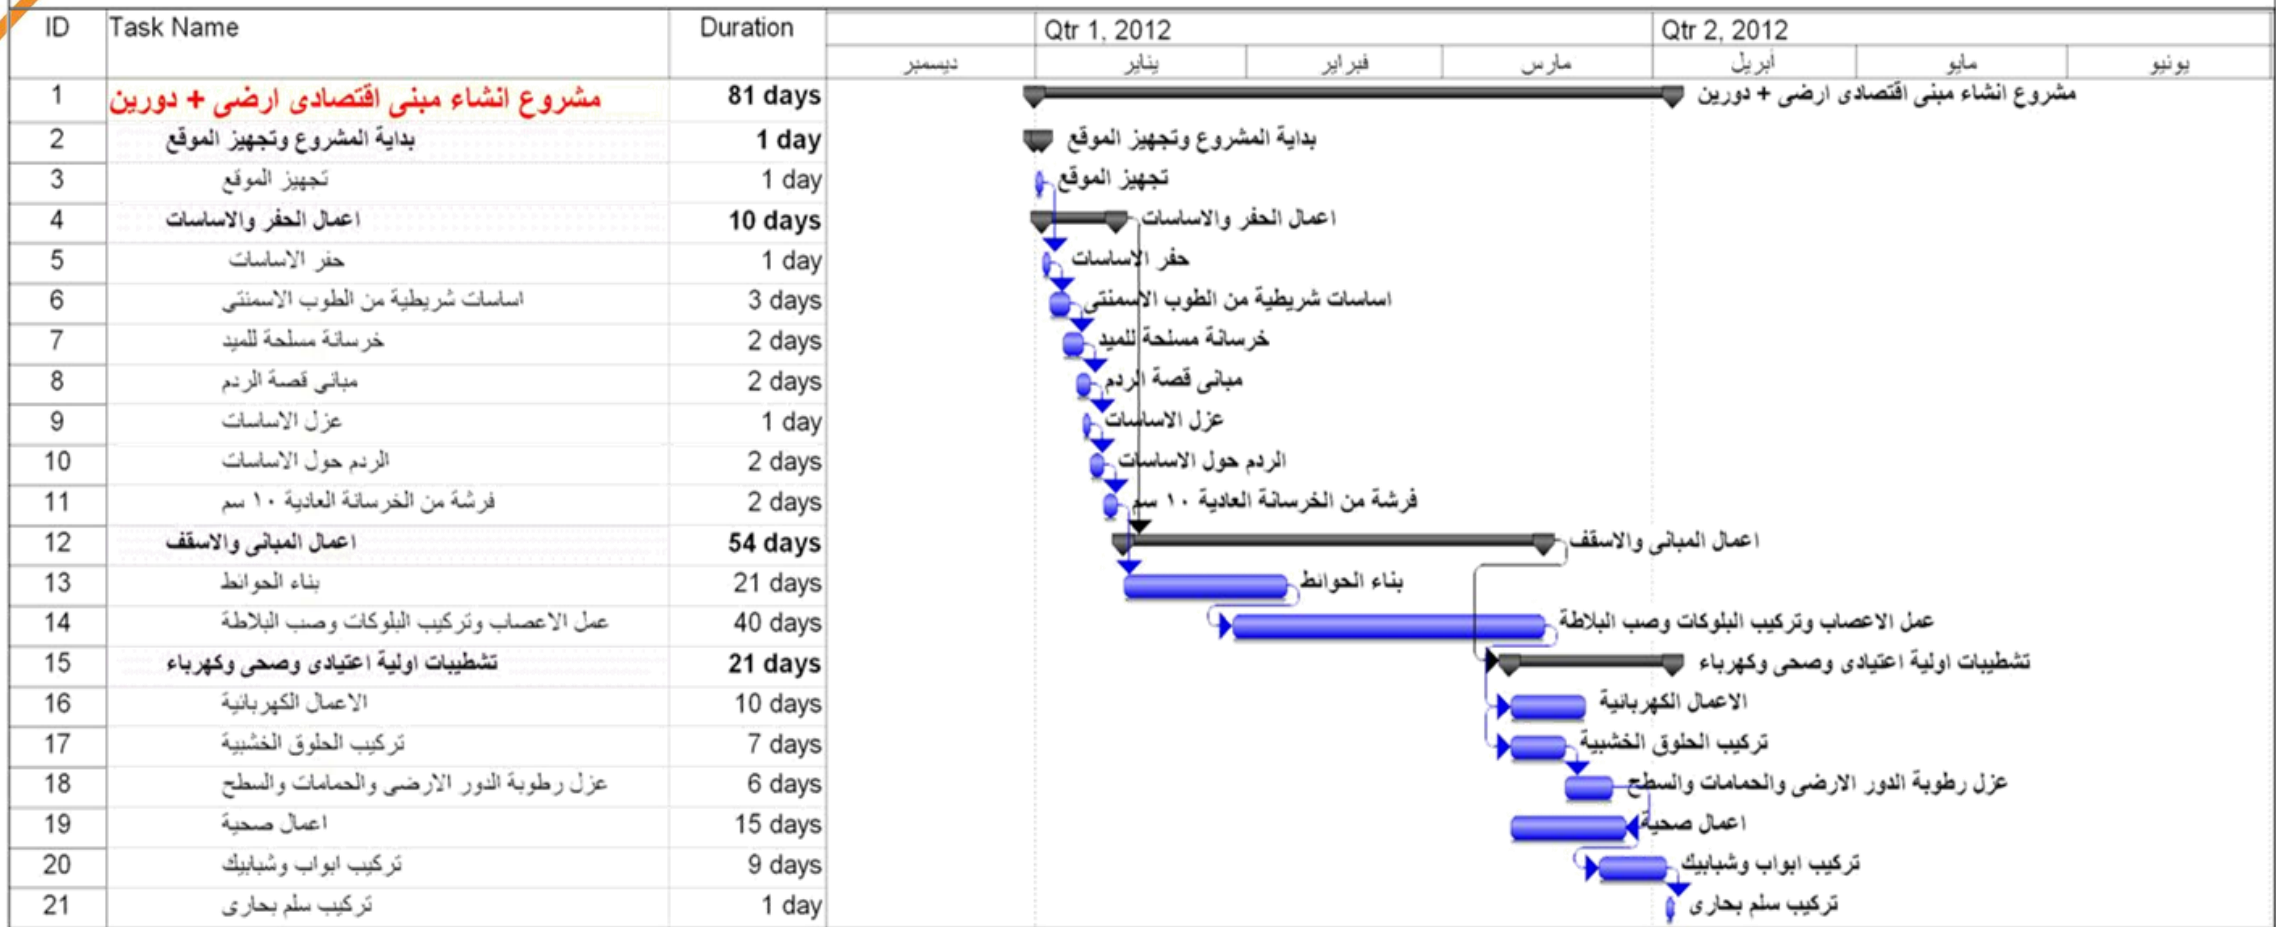 ID Task Name Duration Qtr 1, 2012 Qtr 2, 2012
ديسمبر يناير فبراير مارس أبريل مايو يونيو
1 مشروع انشاء مبنى اقتصادى ارضى + دورين 81 days مشروع انشاء مبنى اقتصادى ارضى + دورين
2 بداية المشروع وتجهيز الموقع 1 day بداية المشروع وتجهيز الموقع
3 تجهيز الموقع 1 day تجهيز الموقع
4 اعمال الحفر والاساسات 10 days اعمال الحفر والاساسات
5 حفر الاساسات 1 day حفر الاساسات
6 اساسات شريطية من الطوب الاسمنتى 3 days اساسات شريطية من الطوب الاسمنتى
7 خرسانة مسلحة للميد 2 days خرسانة مسلحة للميد
8 مبانى قصة الردم 2 days مبانى قصة الردم
9 عزل الاساسات 1 day عزل الاساسات
10 الردم حول الاساسات 2 days الردم حول الاساسات
11 فرشة من الخرسانة العادية ١٠ سم 2 days فرشة من الخرسانة العادية ١٠ سم
12 اعمال المبانى والاسقف 54 days اعمال المبانى والاسقف
13 بناء الحوائط 21 days بناء الحوائط
14 عمل الاعصاب وتركيب البلوكات وصب البلاطة 40 days عمل الاعصاب وتركيب البلوكات وصب البلاطة
15 تشطيبات اولية اعتيادى وصحى وكهرباء 21 days تشطيبات اولية اعتيادى وصحى وكهرباء
16 الاعمال الكهربائية 10 days الاعمال الكهربائية
17 تركيب الحلوق الخشبية 7 days تركيب الحلوق الخشبية
18 عزل رطوبة الدور الارضى والحمامات والسطح 6 days عزل رطوبة الدور الارضى والحمامات والسطح
19 اعمال صحية 15 days اعمال صحية
20 تركيب ابواب وشبابيك 9 days تركيب ابواب وشبابيك
21 تركيب سلم بحارى 1 day تركيب سلم بحارى